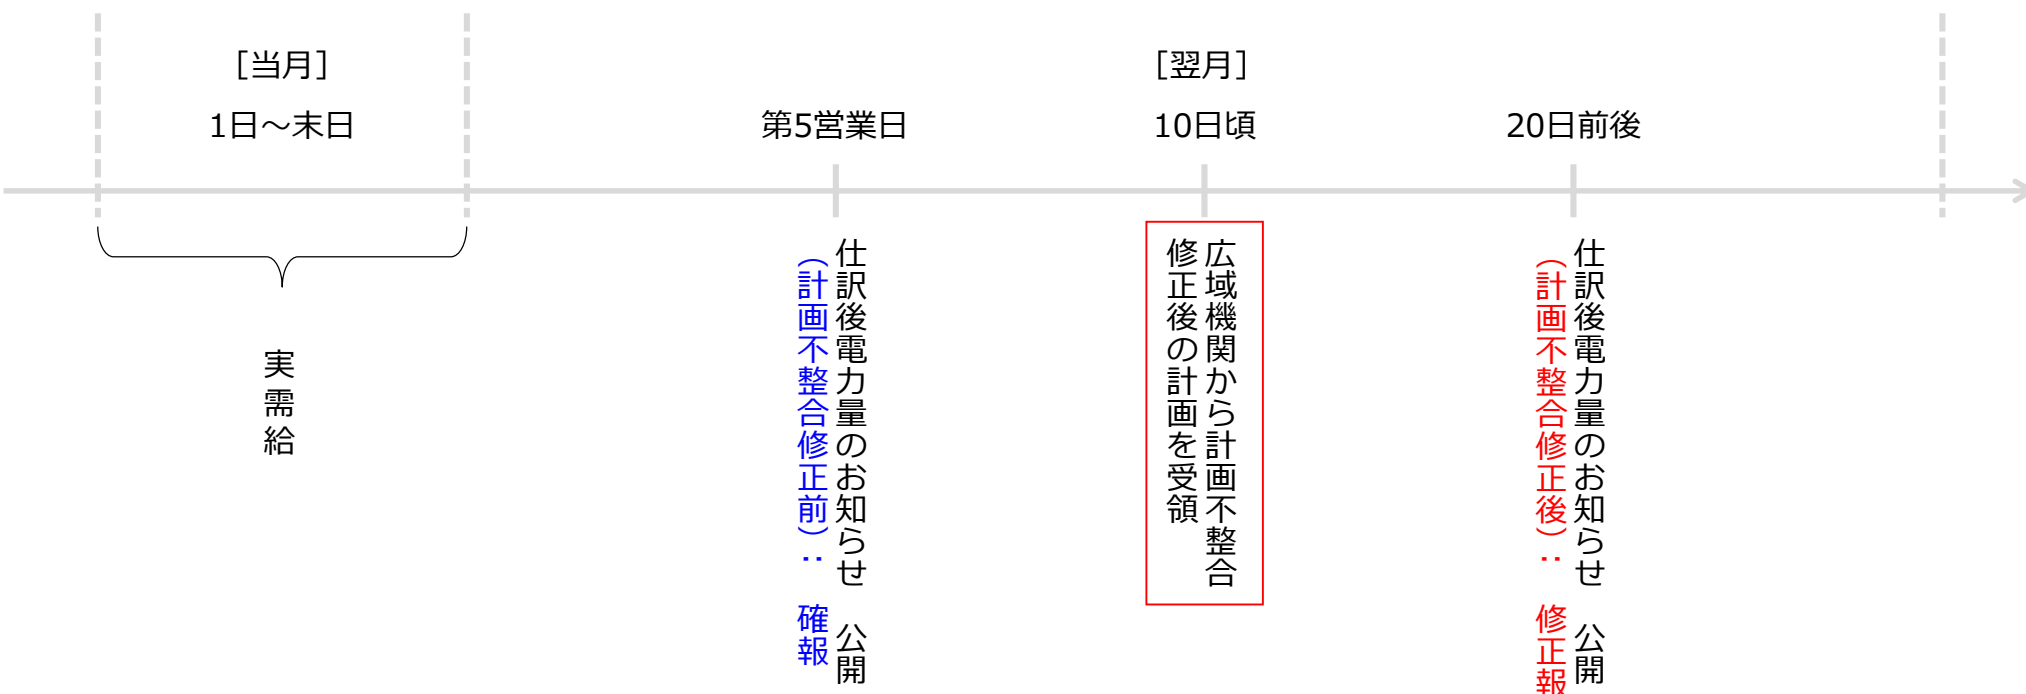 ［当月］
1日～末日
［翌月］
第5営業日
10日頃
20日前後
実需給
仕訳後電力量のお知らせ　公開
（計画不整合修正前）：　確報
広域機関から計画不整合
修正後の計画を受領
仕訳後電力量のお知らせ　公開
（計画不整合修正後）：　修正報